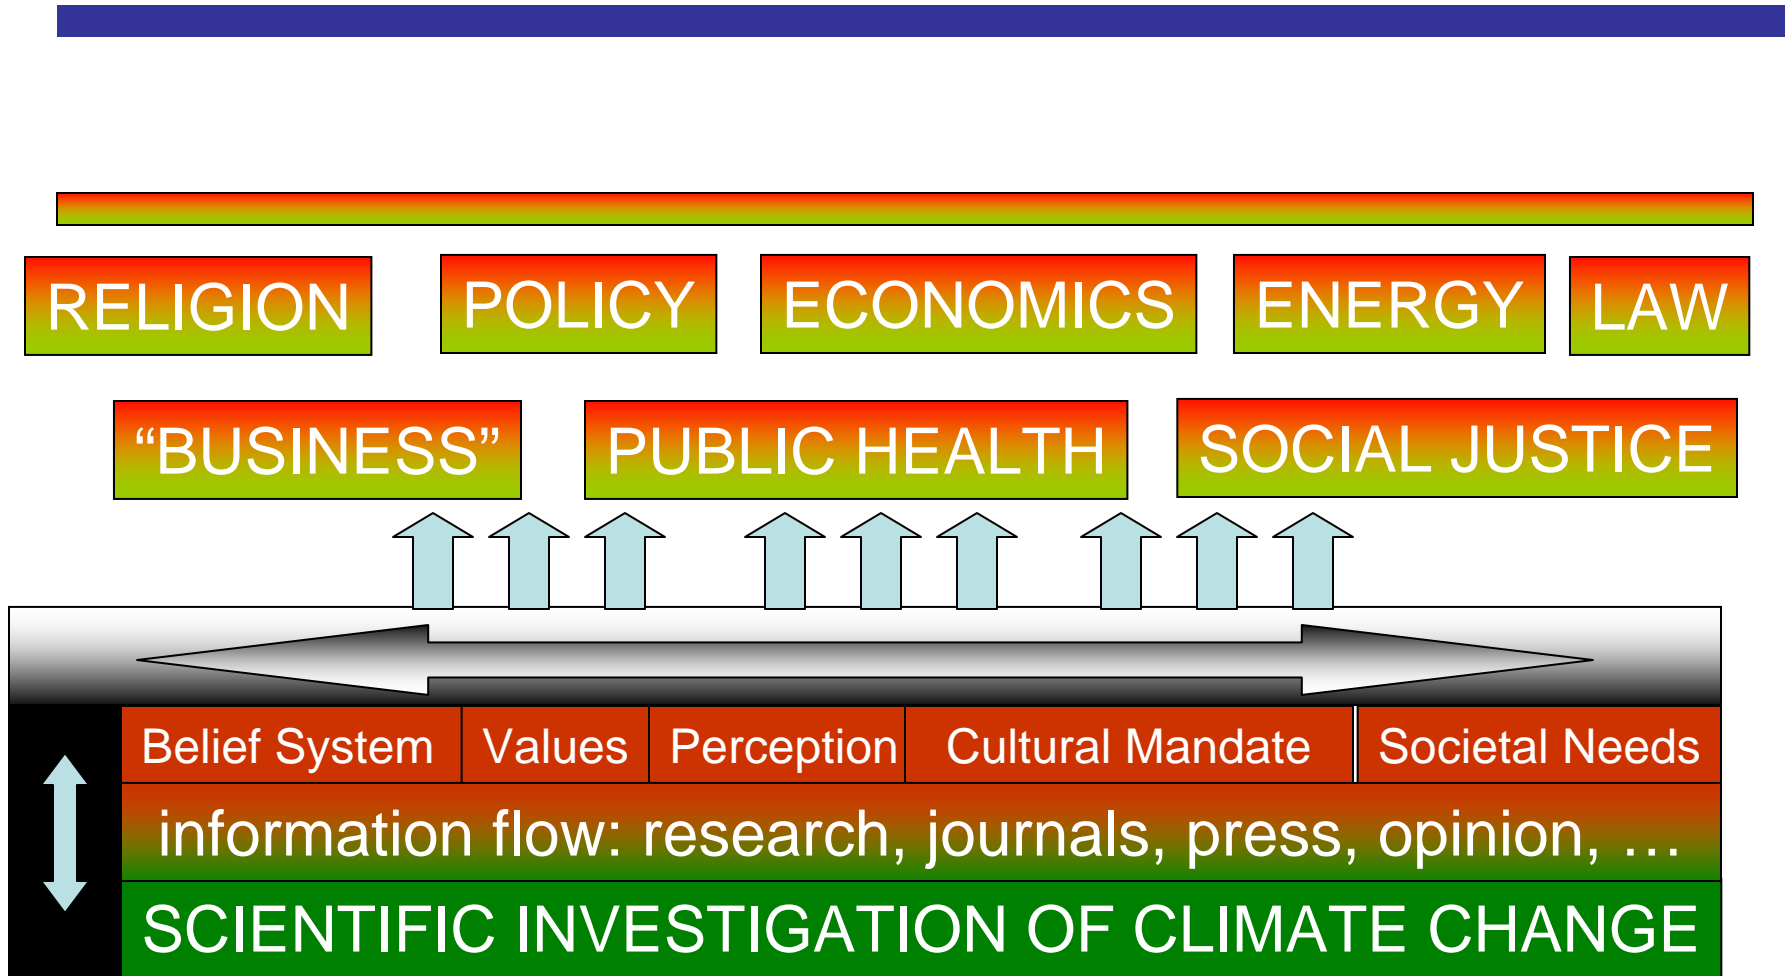 RELIGION POLICY ECONOMICS ENERGY LAW
“BUSINESS” PUBLIC HEALTH SOCIAL JUSTICE
Belief System Values Perception Cultural Mandate Societal Needs
information flow: research, journals, press, opinion, …
SCIENTIFIC INVESTIGATION OF CLIMATE CHANGE